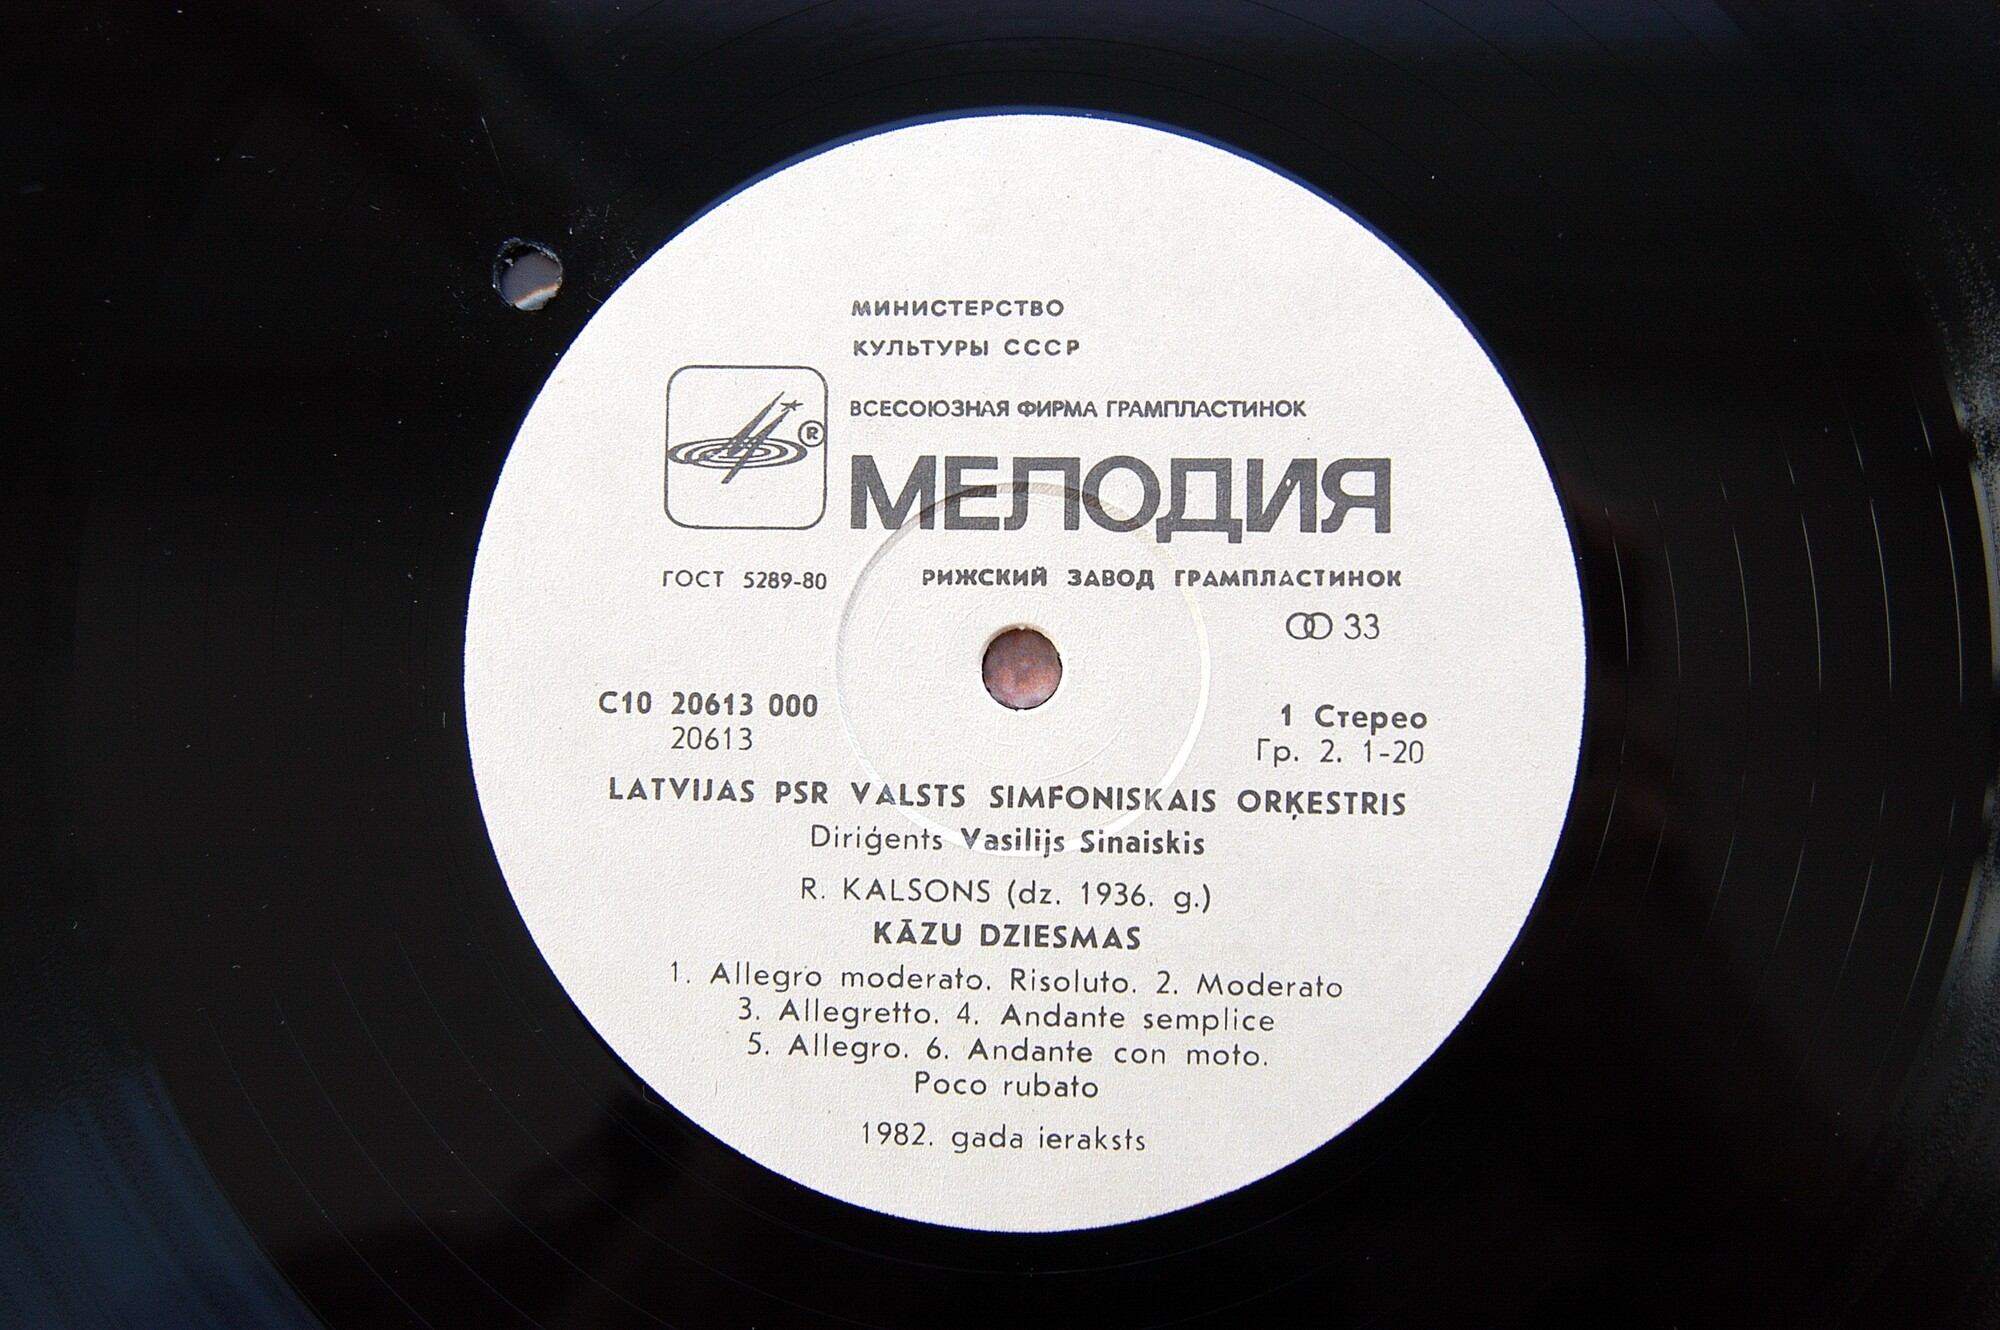 МИНИСТЕРСТВО
КУЛЬТУРЫ СССР
ВСЕСОЮЗНАЯ ФИРМА ГРАМПЛАСТИНОК
®
МЕЛОДИЯ
ГОСТ 5289-80
РИЖСКИЙ ЗАВОД ГРАМПЛАСТИНОК
33
С10 20613 000
20613
1 Стерео
Гр. 2. 1-20
LATVIJAS PSR VALSTS SIMFONISKAIS ORĶESTRIS
Diriģents Vasilijs Sinaiskis
R. KALSONS (dz. 1936. g.)
KĀZU DZIESMAS
1. Allegro moderato. Risoluto. 2. Moderato
3. Allegretto. 4. Andante semplice
5. Allegro. 6. Andante con moto.
Poco rubato
1982. gada ieraksts